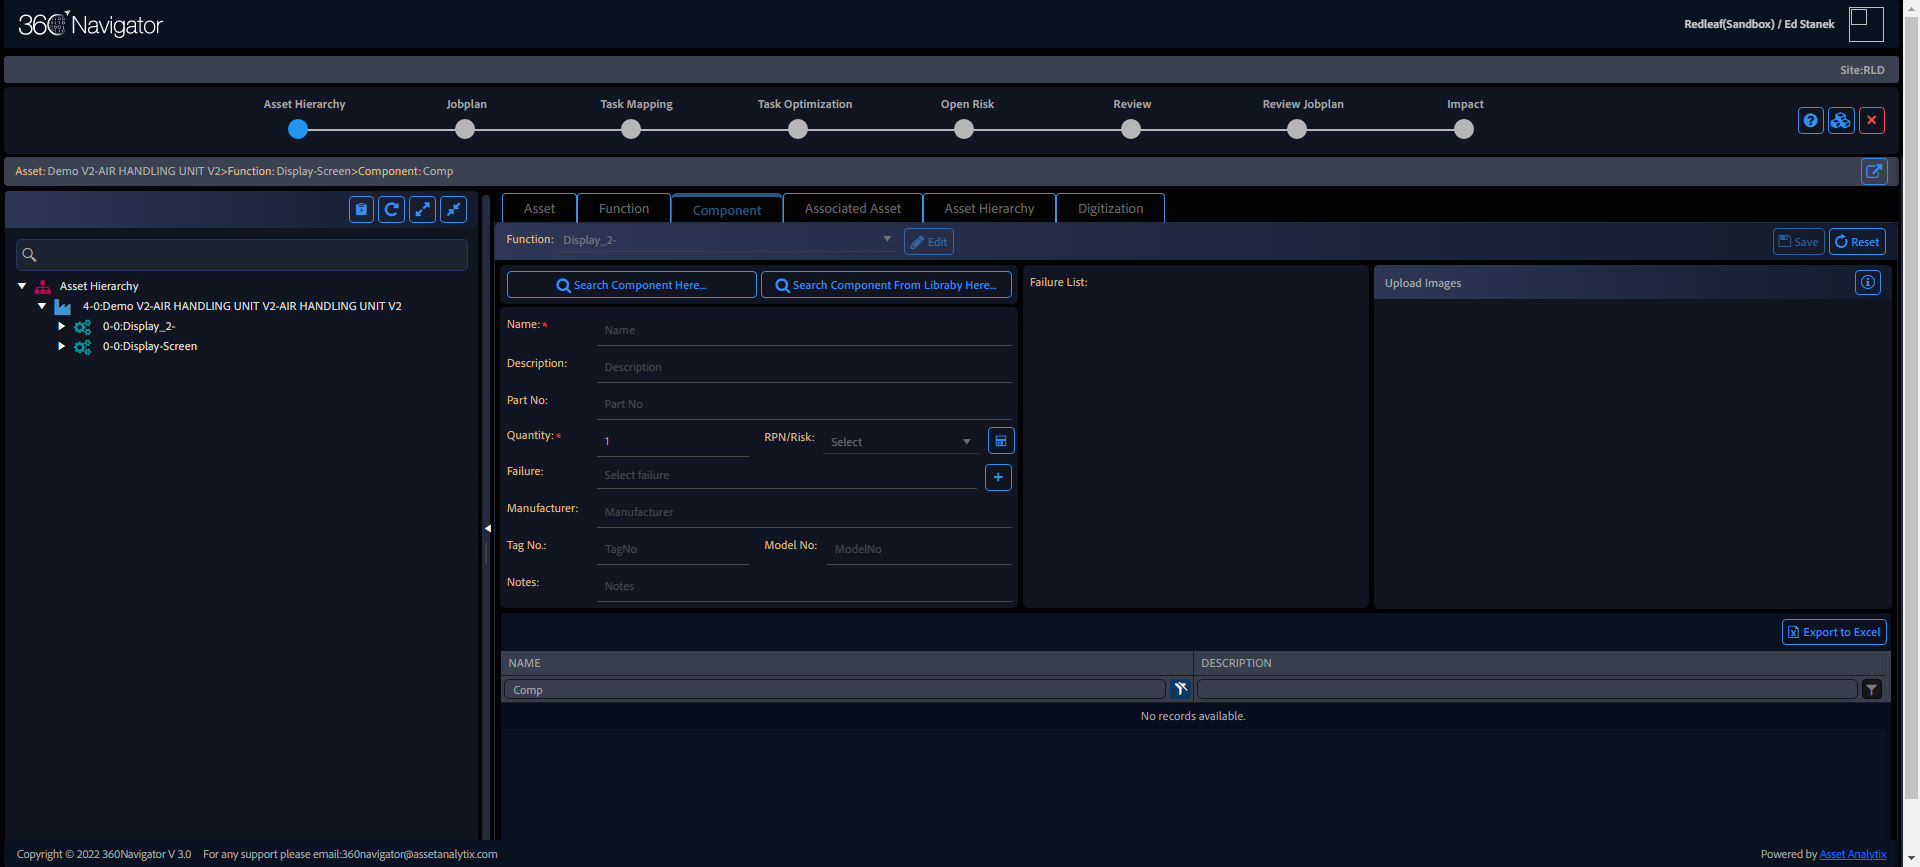 360 Navigator
Redleaf(Sandbox) / Ed Stanek
Site:RLD
Asset Hierarchy Jobplan Task Mapping Task Optimization Open Risk Review Review Jobplan Impact
Asset: Demo V2-AIR HANDLING UNIT V2>Function: Display-Screen>Component: Comp
Asset Function Component Associated Asset Asset Hierarchy Digitization
Function: Display_2- Edit Save Reset
Search Component Here... Search Component From Libraby Here...
Failure List:
Upload Images
Asset Hierarchy
4-0:Demo V2-AIR HANDLING UNIT V2-AIR HANDLING UNIT V2
0-0:Display_2-
0-0:Display-Screen
Name:* Name
Description: Description
Part No: Part No
Quantity:* 1 RPN/Risk: Select
Failure: Select failure
Manufacturer: Manufacturer
Tag No.: TagNo Model No: ModelNo
Notes: Notes
Export to Excel
NAME DESCRIPTION
Comp
No records available.
Copyright © 2022 360Navigator V 3.0 For any support please email:360navigator@assetanalytix.com
Powered by Asset Analytix